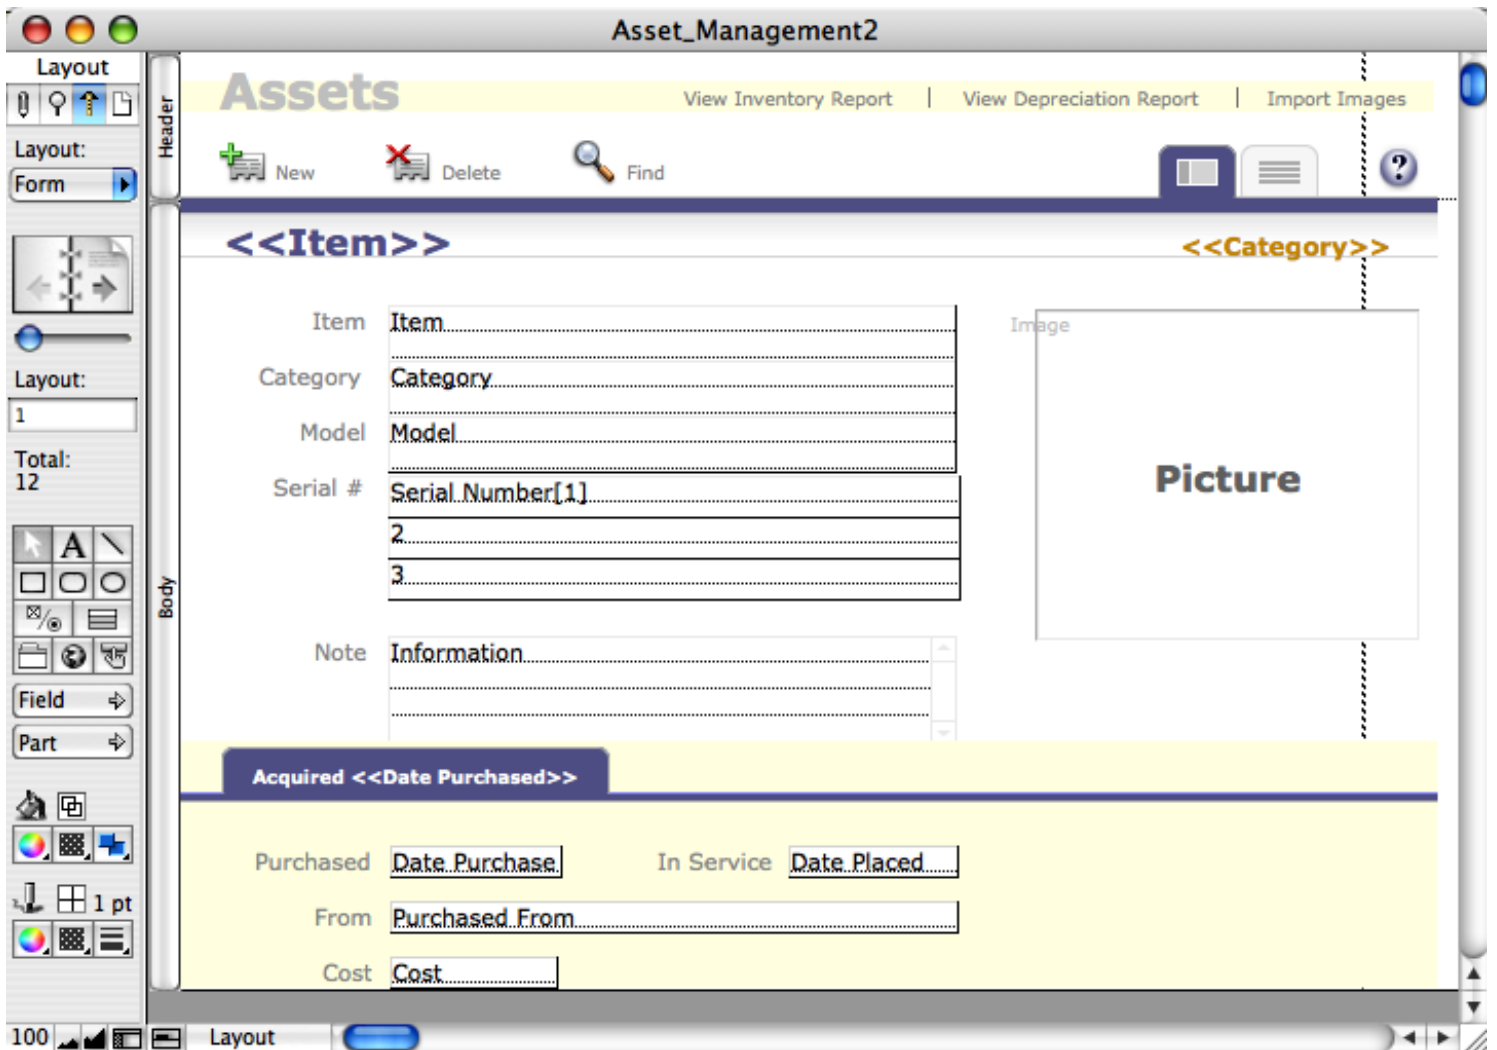 Asset_Management2
Layout
Layout:
Form
Layout:
1
Total:
12
A
Field
Part
1 pt
100
Layout
Header
Body
Assets
View Inventory Report | View Depreciation Report | Import Images
New Delete Find ?
<<Item>> <<Category>>
Item Item
Category Category
Model Model
Serial # Serial Number[1]
2
3
Note Information
Image
Picture
Acquired <<Date Purchased>>
Purchased Date Purchase In Service Date Placed
From Purchased From
Cost Cost